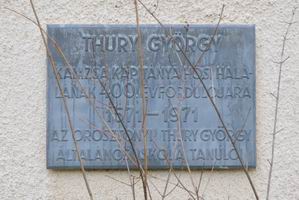 THURY GYÖRGY
KANIZSA KAPITÁNYA HŐSI HALÁ-
LÁNAK 400. ÉVFORDULÓJÁRA
1571-1971
AZ OROSZTONYI THURY GYÖRGY
ÁLTALÁNOS ISKOLA TANULÓI